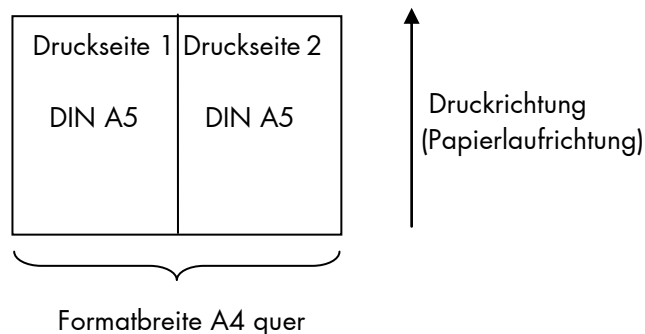 Druckseite 1 Druckseite 2
DIN A5 DIN A5
Druckrichtung
(Papierlaufrichtung)
Formatbreite A4 quer